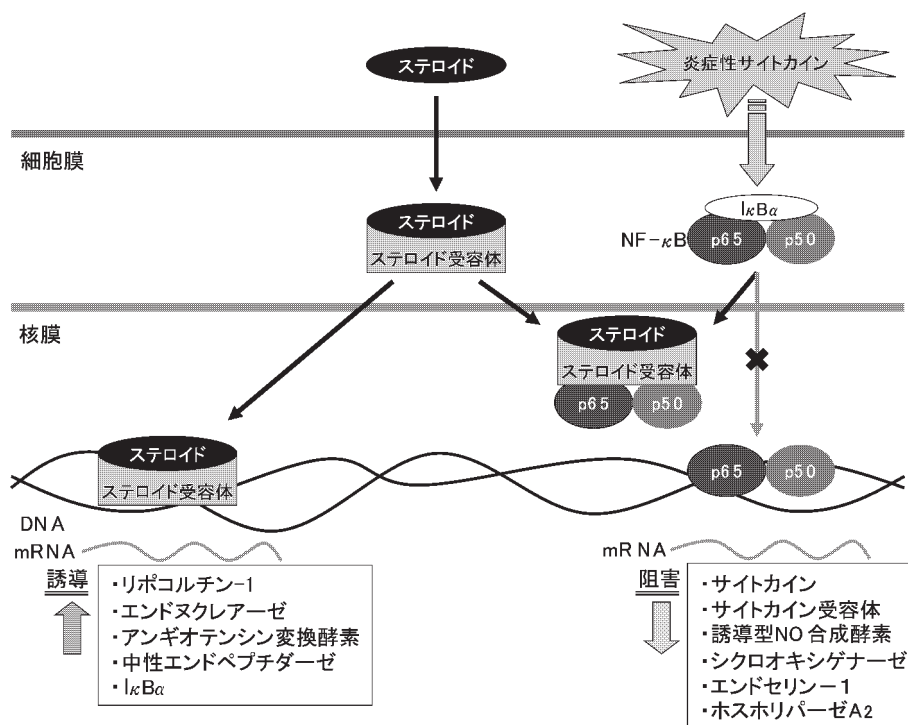 ステロイド
炎症性サイトカイン
細胞膜
ステロイド
ステロイド受容体
IκBα
NF-κB
p65
p50
核膜
ステロイド
ステロイド受容体
p65
p50
ステロイド
ステロイド受容体
p65
p50
DNA
mRNA
誘導
・リポコルチン-1
・エンドヌクレアーゼ
・アンギオテンシン変換酵素
・中性エンドペプチダーゼ
・IκBα
mRNA
阻害
・サイトカイン
・サイトカイン受容体
・誘導型NO合成酵素
・シクロオキシゲナーゼ
・エンドセリン－1
・ホスホリパーゼA2